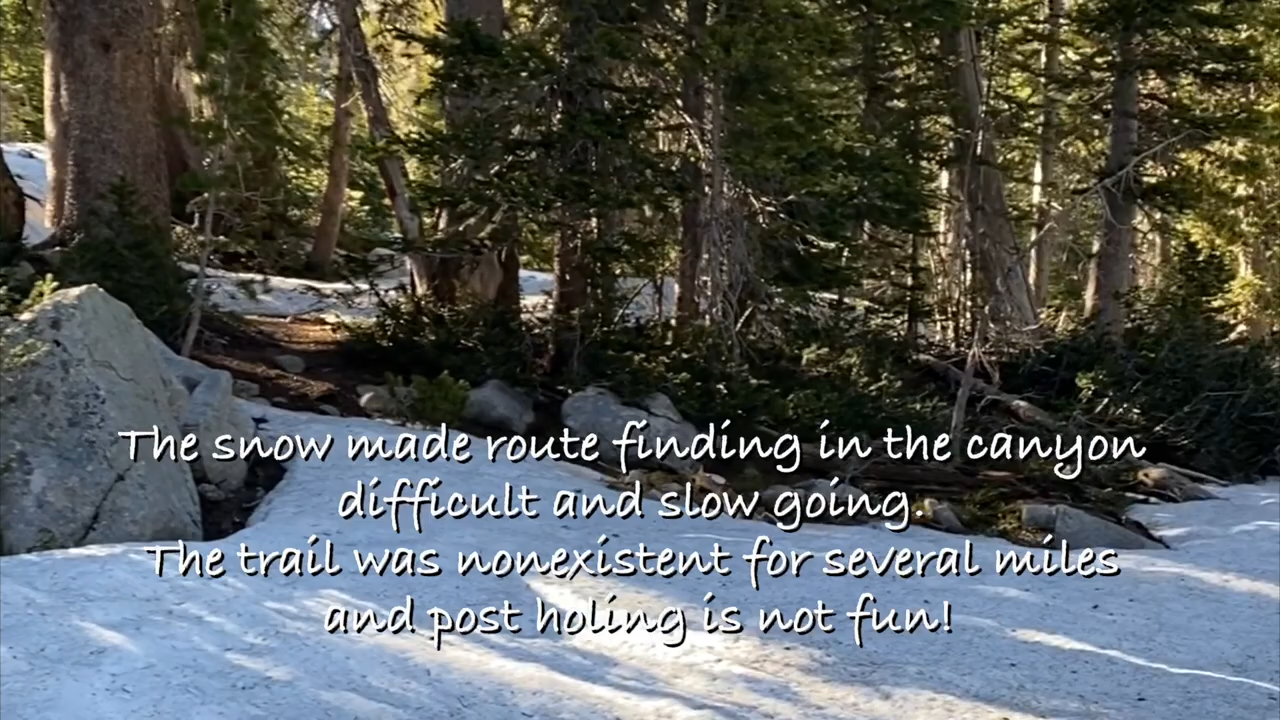 The snow made route finding in the canyon
difficult and slow going.
The trail was nonexistent for several miles
and post holing is not fun!